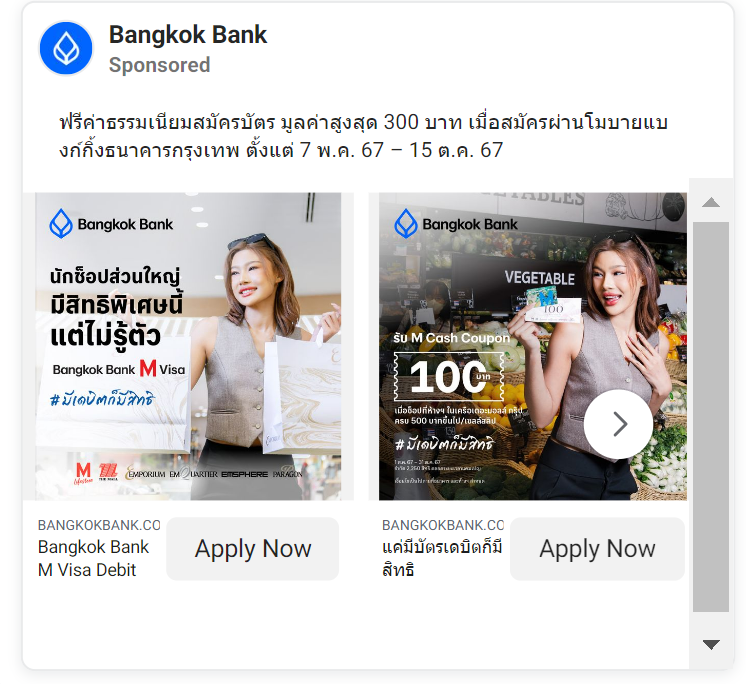 Bangkok Bank
Sponsored
ฟรีค่าธรรมเนียมสมัครบัตร มูลค่าสูงสุด 300 บาท เมื่อสมัครผ่านโมบายแบ
งก์กิ้งธนาคารกรุงเทพ ตั้งแต่ 7 พ.ค. 67 – 15 ต.ค. 67
Bangkok Bank
นักช็อปส่วนใหญ่
มีสิทธิพิเศษนี้
แต่ไม่รู้ตัว
Bangkok Bank M Visa
#มีเดบิตก็มีสิทธิ
M
THE MALL
EMPORIUM
EMQUARTIER
EMSPHERE
PARAGON
BANGKOKBANK.CO
Bangkok Bank
M Visa Debit
Apply Now
VEGETABLES
Bangkok Bank
VEGETABLE
100
รับ M Cash Coupon
100 บาท
เมื่อช็อปที่ห้างฯ ในเครือเดอะมอลล์ กรุ๊ป
ครบ 500 บาทขึ้นไป/เซลล์สลิป
#มีเดบิตก็มีสิทธิ
BANGKOKBANK.CO
แค่มีบัตรเดบิตก็มี
สิทธิ
Apply Now